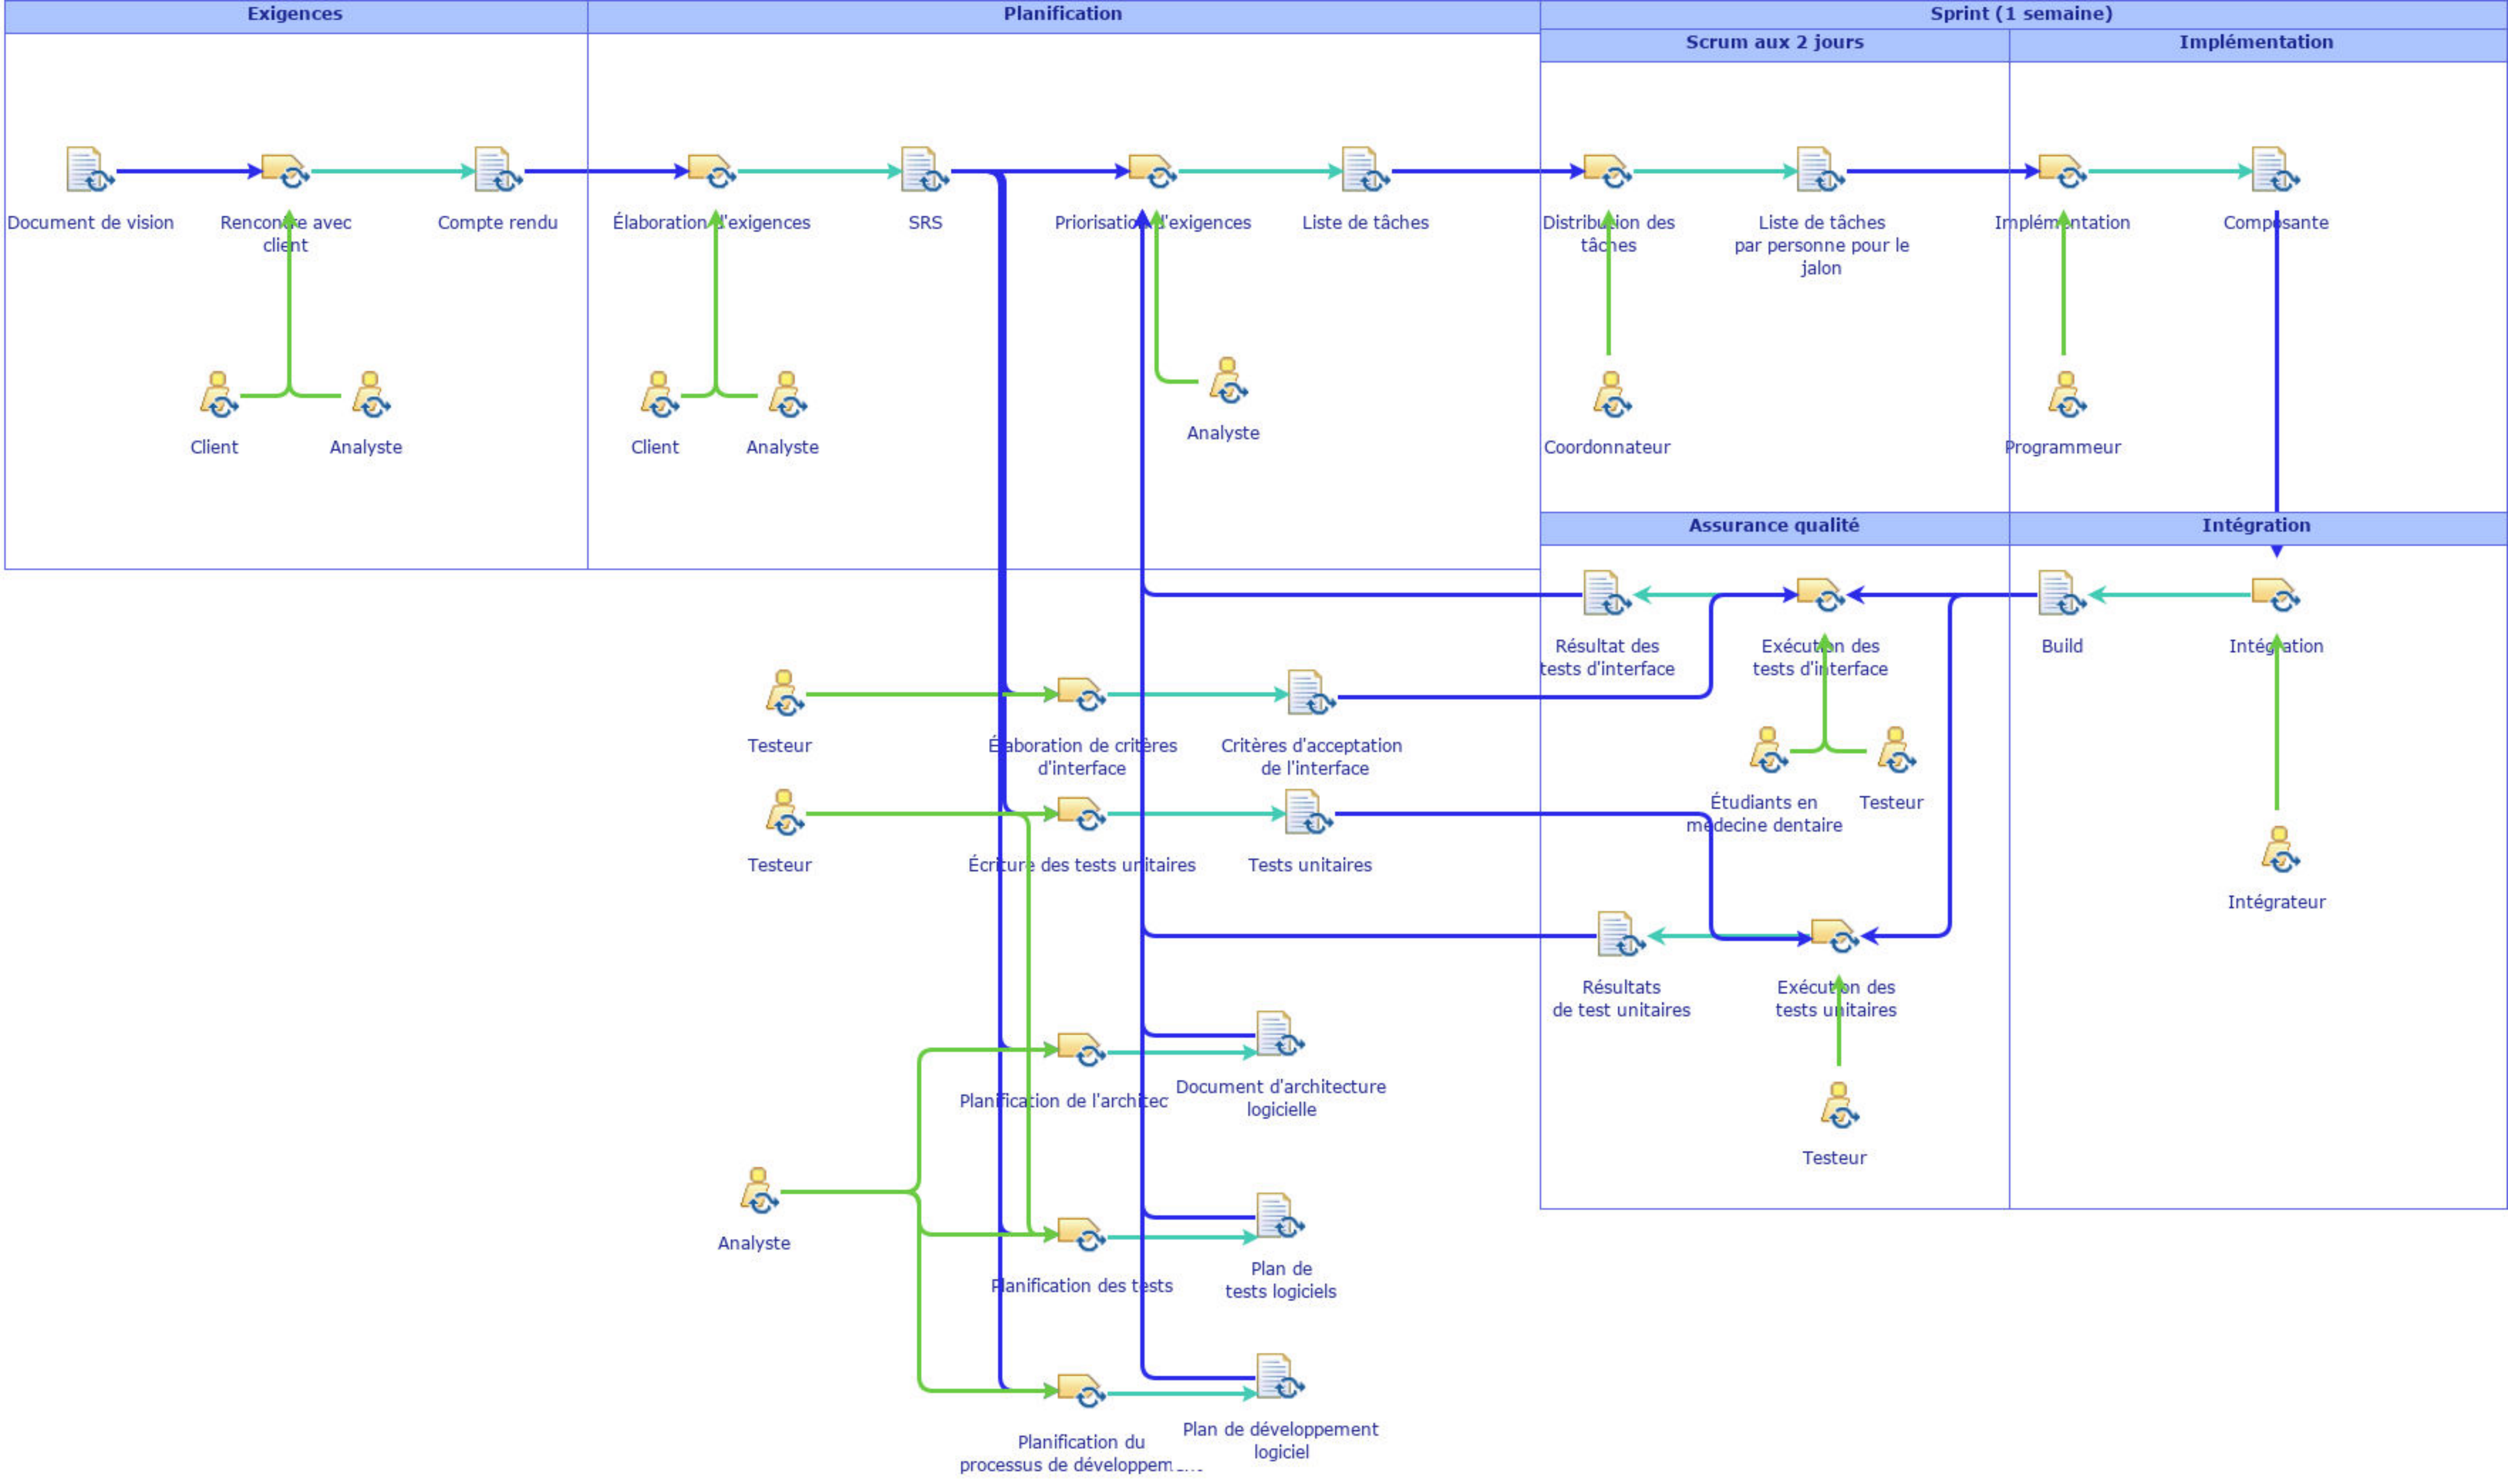 Exigences
Planification
Sprint (1 semaine)
Scrum aux 2 jours
Implémentation
Document de vision
Rencontre avec
client
Compte rendu
Élaboration d'exigences
SRS
Priorisation d'exigences
Liste de tâches
Distribution des
tâches
Liste de tâches
par personne pour le
jalon
Implémentation
Composante
Client
Analyste
Client
Analyste
Analyste
Coordonnateur
Programmeur
Assurance qualité
Intégration
Résultat des
tests d'interface
Exécution des
tests d'interface
Build
Intégration
Testeur
Élaboration de critères
d'interface
Critères d'acceptation
de l'interface
Étudiants en
médecine dentaire
Testeur
Testeur
Écriture des tests unitaires
Tests unitaires
Intégrateur
Résultats
de test unitaires
Exécution des
tests unitaires
Planification de l'architec
Document d'architecture
logicielle
Testeur
Analyste
Planification des tests
Plan de
tests logiciels
Planification du
processus de développem
Plan de développement
logiciel